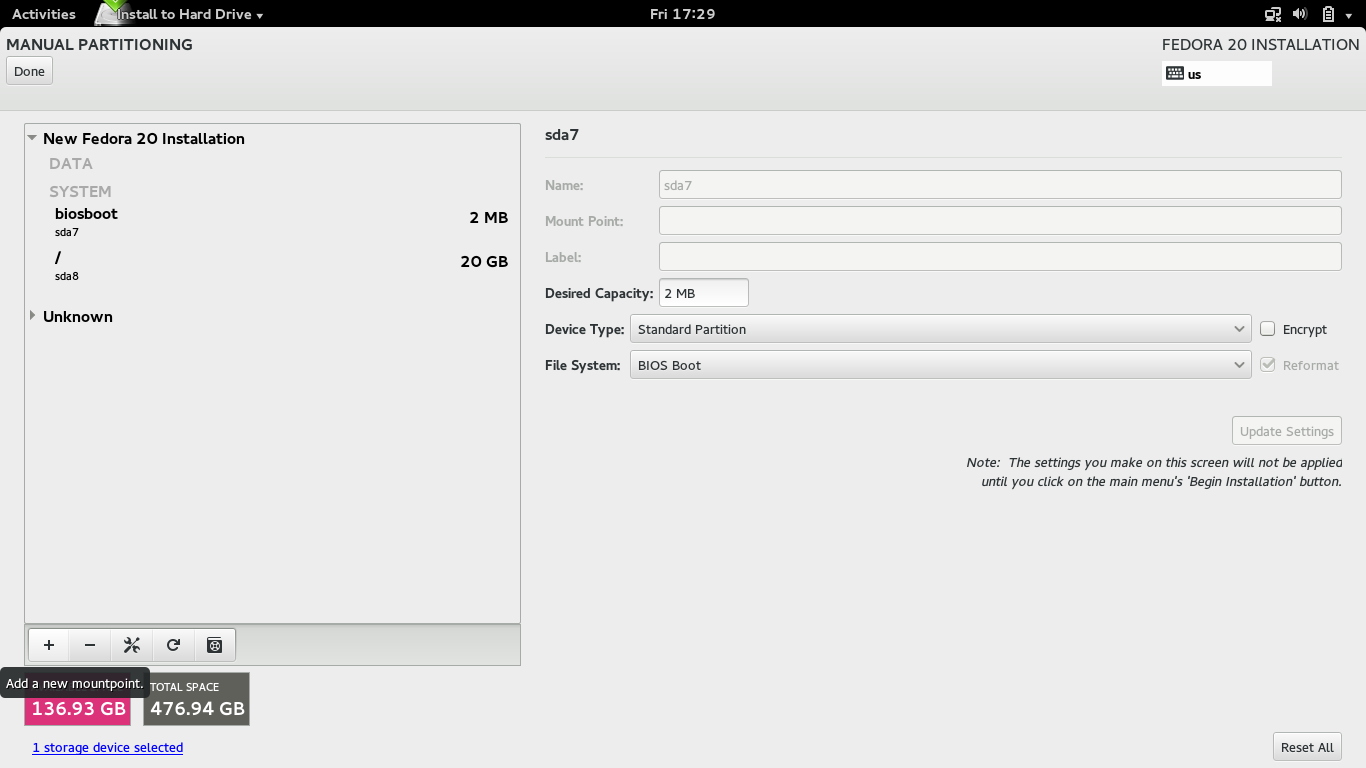 Activities
Install to Hard Drive
Fri 17:29
MANUAL PARTITIONING
FEDORA 20 INSTALLATION
Done
us
New Fedora 20 Installation
DATA
SYSTEM
biosboot
2 MB
sda7
/
20 GB
sda8
Unknown
sda7
Name:
sda7
Mount Point:
Label:
Desired Capacity:
2 MB
Device Type:
Standard Partition
Encrypt
File System:
BIOS Boot
Reformat
Update Settings
Note: The settings you make on this screen will not be applied
until you click on the main menu's 'Begin Installation' button.
Add a new mountpoint.
136.93 GB
TOTAL SPACE
476.94 GB
1 storage device selected
Reset All